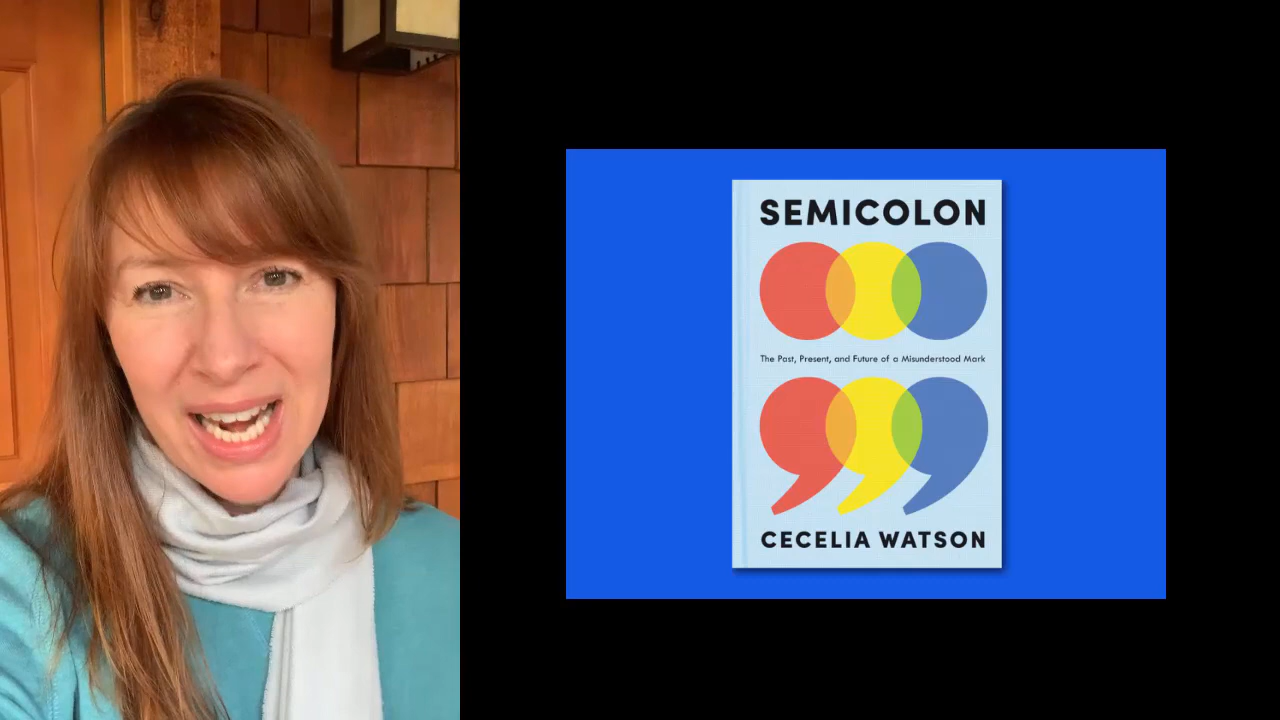 SEMICOLON
The Past, Present, and Future of a Misunderstood Mark
CECELIA WATSON